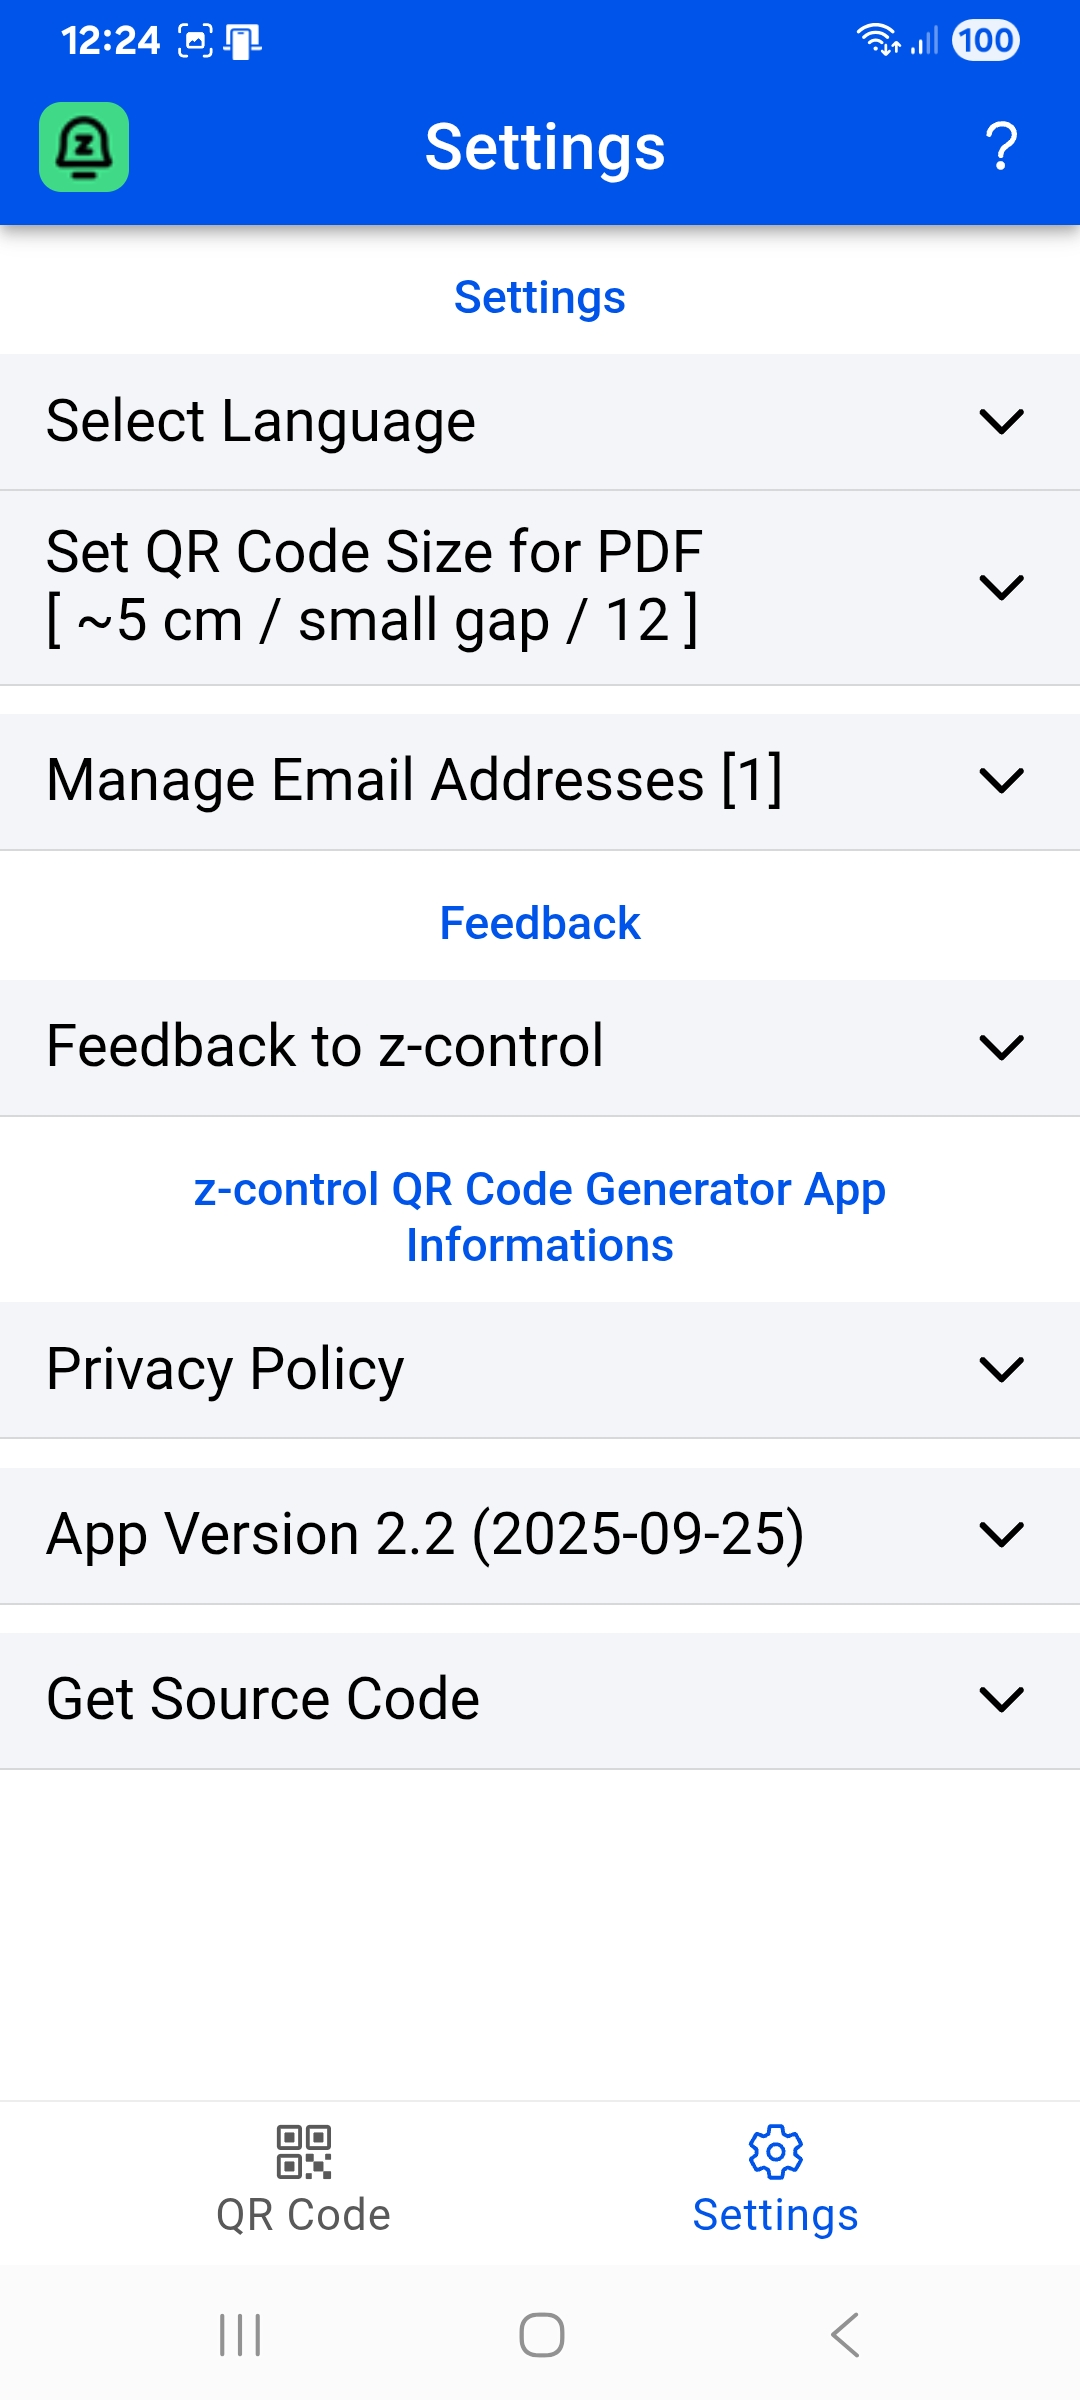 12:24
100
Z
Settings
?
Settings
Select Language
Set QR Code Size for PDF
[ ~5 cm / small gap / 12 ]
Manage Email Addresses [1]
Feedback
Feedback to z-control
z-control QR Code Generator App
Informations
Privacy Policy
App Version 2.2 (2025-09-25)
Get Source Code
QR Code
Settings